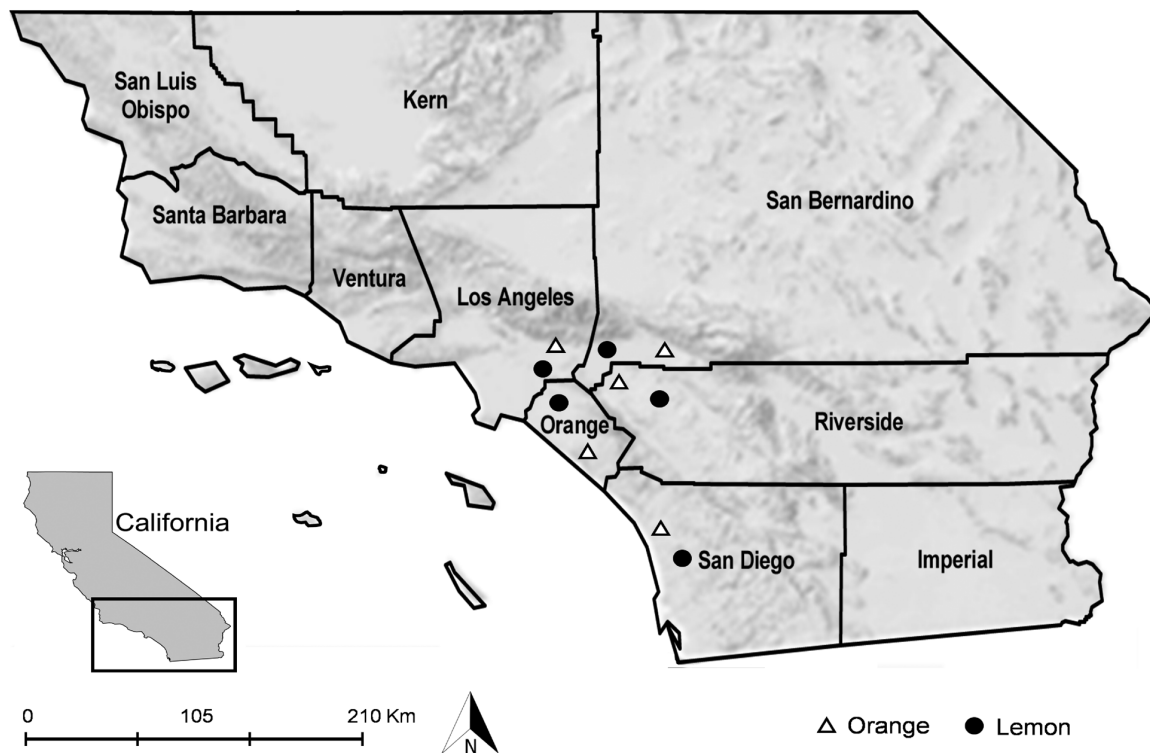 San Luis
Obispo
Kern
San Bernardino
Santa Barbara
Ventura
Los Angeles
Orange
Riverside
California
San Diego
Imperial
0 105 210 Km
N
Orange Lemon